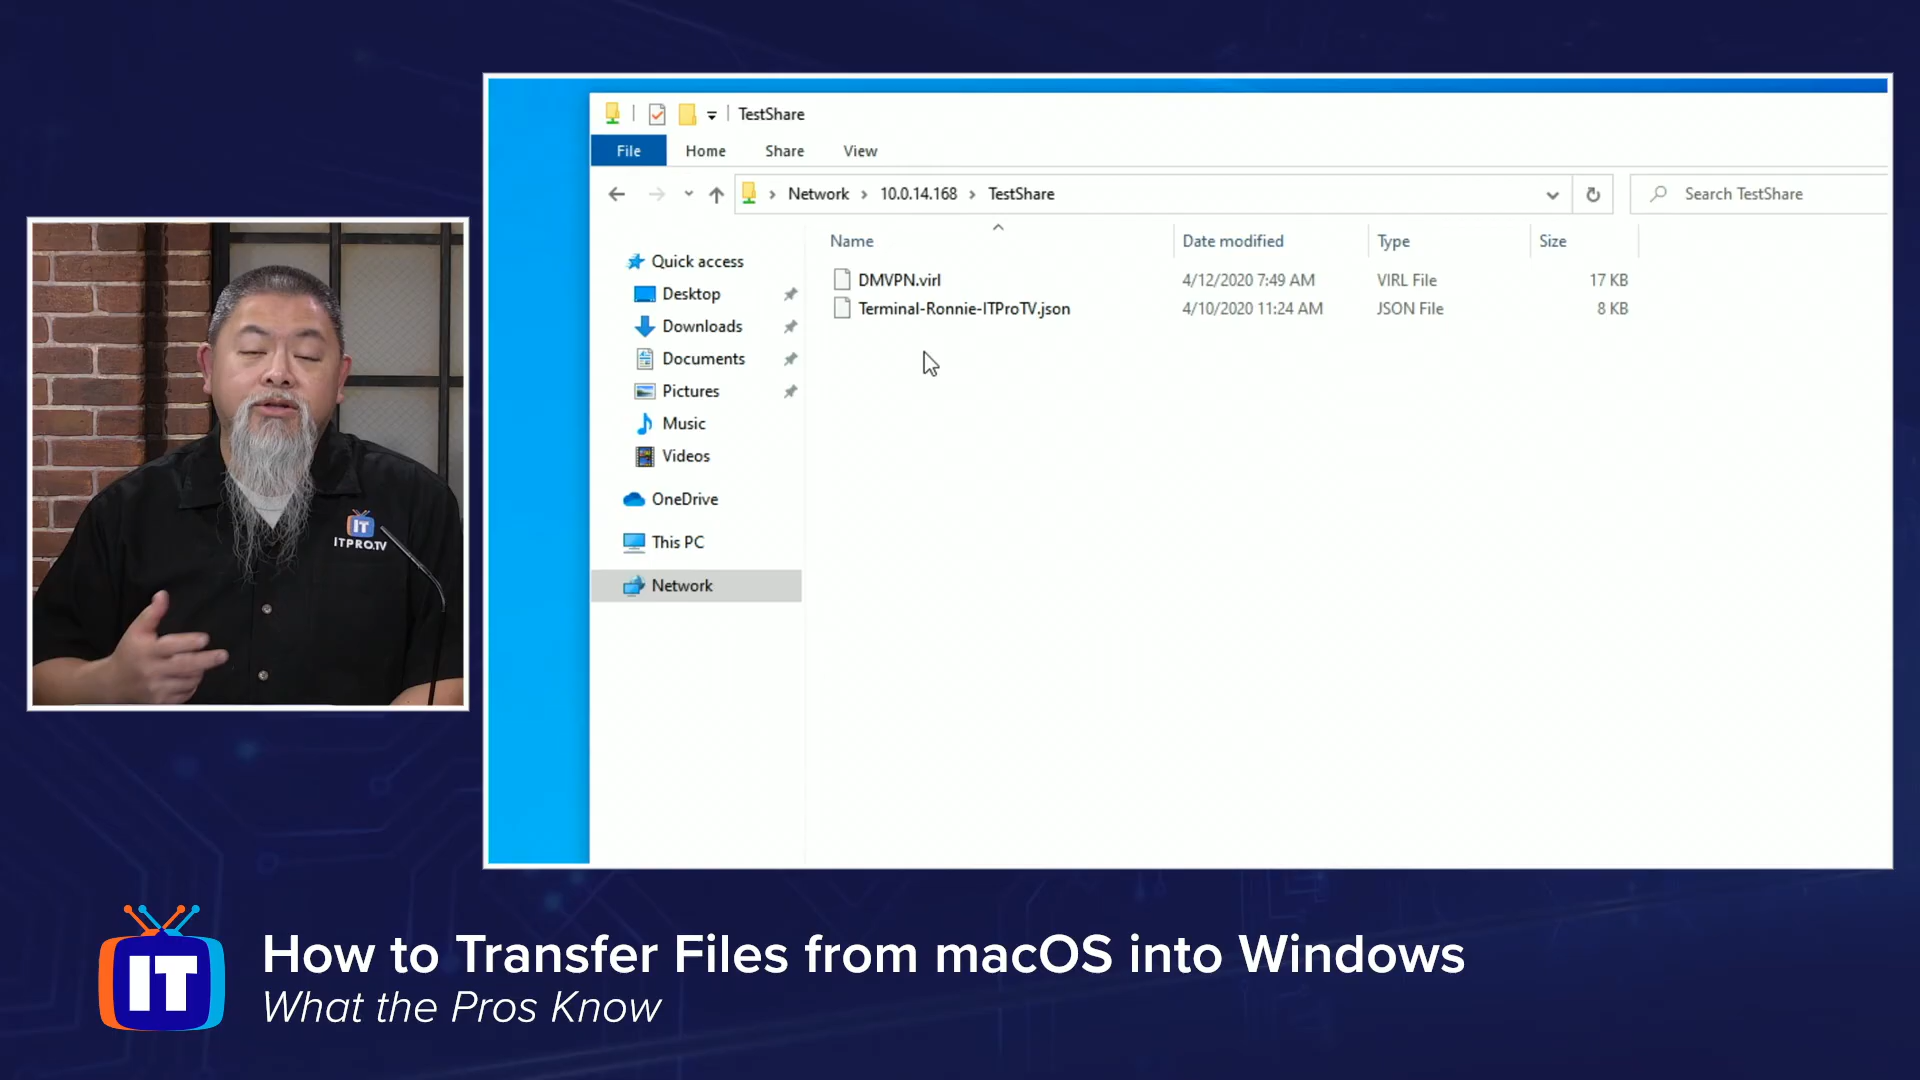 TestShare
File Home Share View
Network 10.0.14.168 TestShare
Search TestShare
Name Date modified Type Size
Quick access
Desktop
Downloads
Documents
Pictures
Music
Videos
OneDrive
This PC
Network
DMVPN.virl 4/12/2020 7:49 AM VIRL File 17 KB
Terminal-Ronnie-ITProTV.json 4/10/2020 11:24 AM JSON File 8 KB
IT
ITPRO.TV
IT
How to Transfer Files from macOS into Windows
What the Pros Know